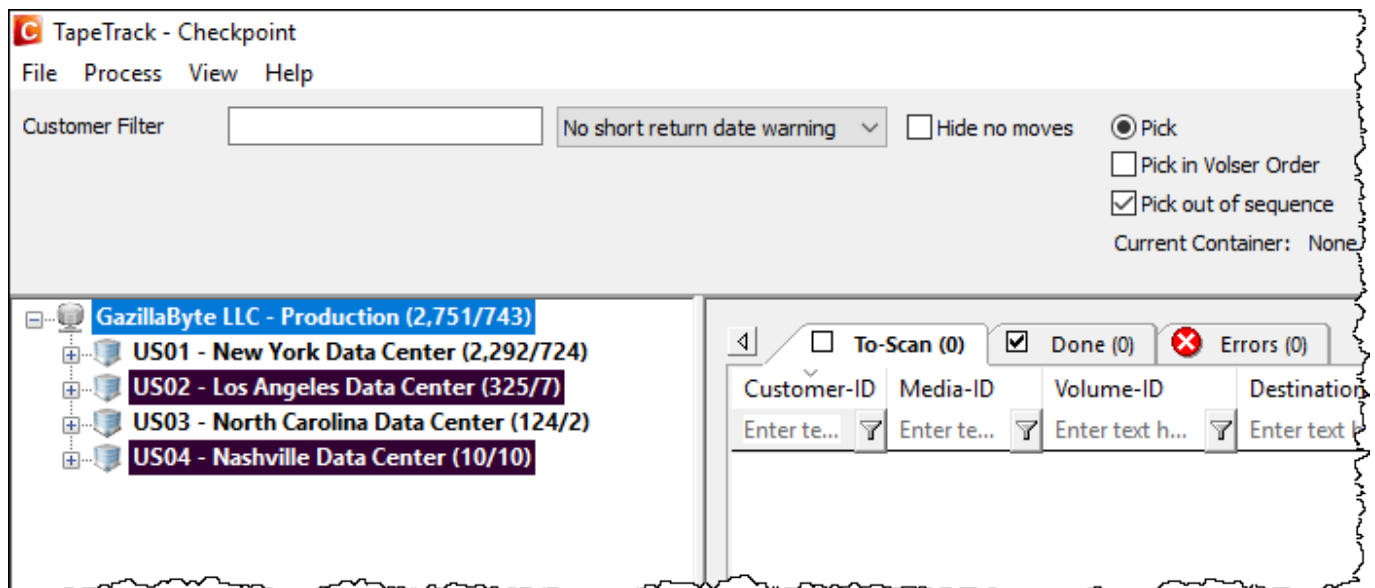 TapeTrack - Checkpoint
File Process View Help
Customer Filter No short return date warning Hide no moves Pick
Pick in Volser Order
Pick out of sequence
Current Container: None
GazillaByte LLC - Production (2,751/743)
US01 - New York Data Center (2,292/724)
US02 - Los Angeles Data Center (325/7)
US03 - North Carolina Data Center (124/2)
US04 - Nashville Data Center (10/10)
To-Scan (0) Done (0) Errors (0)
Customer-ID Media-ID Volume-ID Destination
Enter te... Enter te... Enter text h... Enter text h